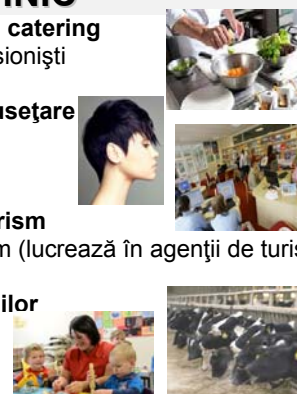 catering
sionişti
useţare
rism
m (lucrează în agenţii de turis
ilor